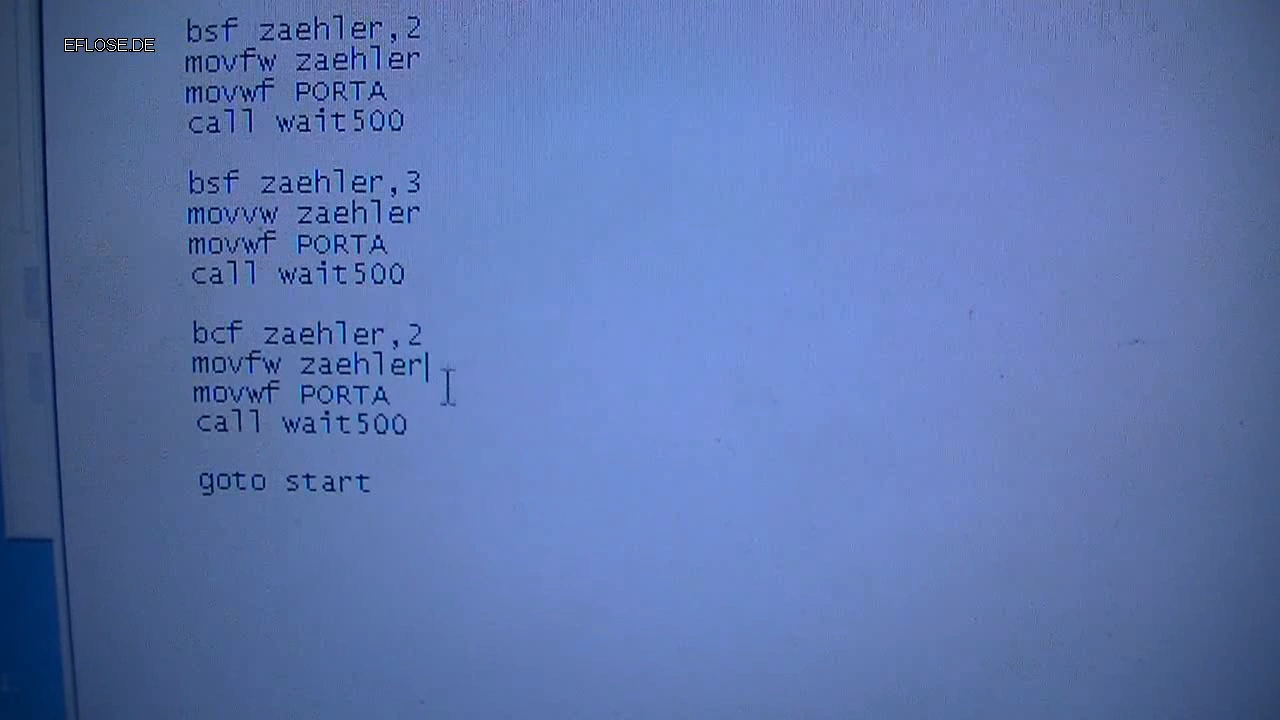 EFLOSE.DE
bsf zaehler,2
movfw zaehler
movwf PORTA
call wait500
bsf zaehler,3
movvw zaehler
movwf PORTA
call wait500
bcf zaehler,2
movfw zaehler
movwf PORTA
call wait500
goto start